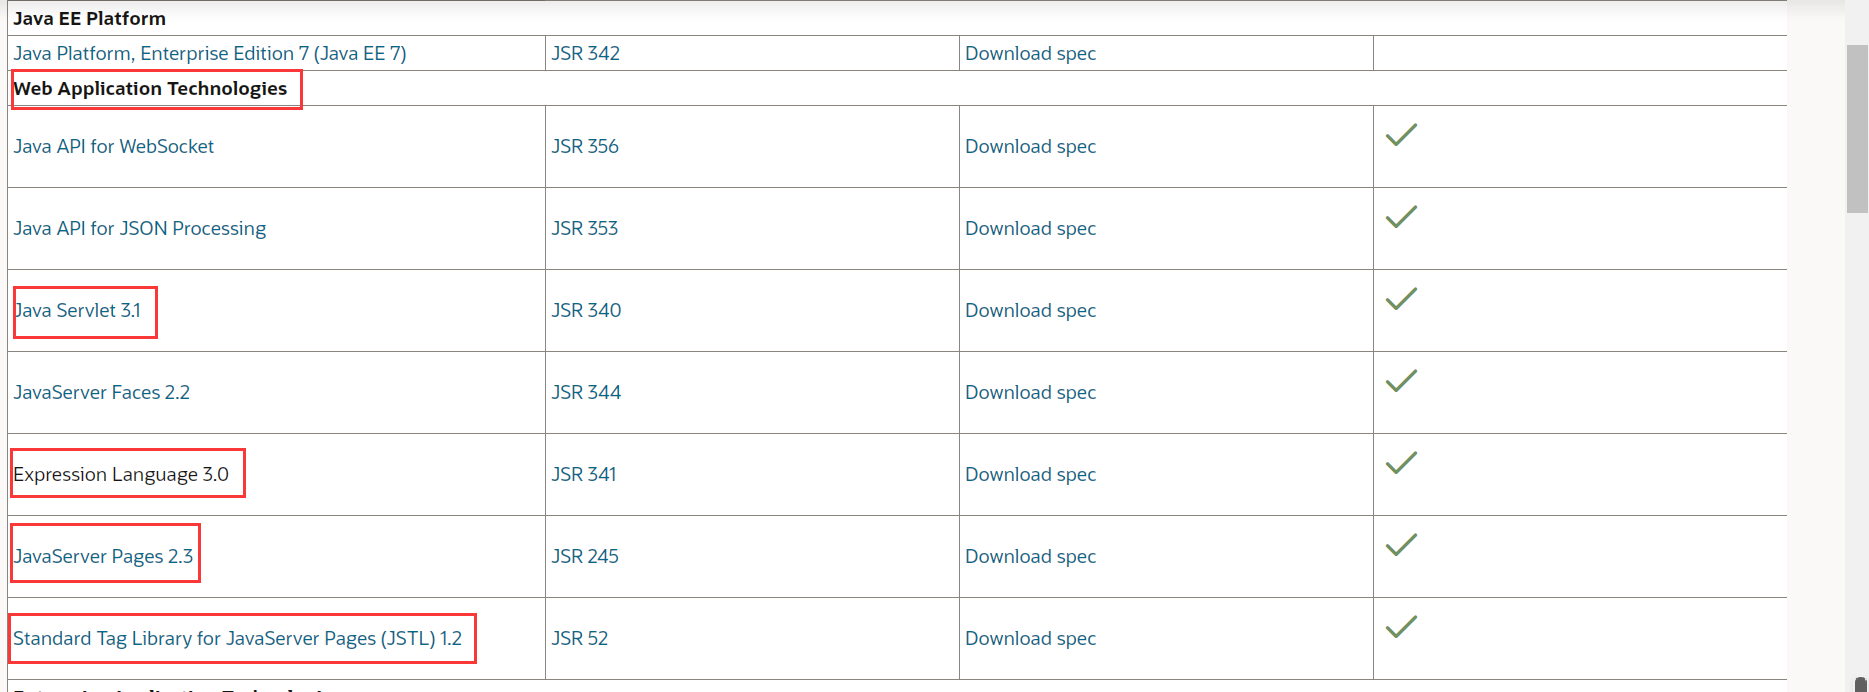 Java EE Platform
Java Platform, Enterprise Edition 7 (Java EE 7) JSR 342 Download spec
Web Application Technologies
Java API for WebSocket JSR 356 Download spec
Java API for JSON Processing JSR 353 Download spec
Java Servlet 3.1 JSR 340 Download spec
JavaServer Faces 2.2 JSR 344 Download spec
Expression Language 3.0 JSR 341 Download spec
JavaServer Pages 2.3 JSR 245 Download spec
Standard Tag Library for JavaServer Pages (JSTL) 1.2 JSR 52 Download spec